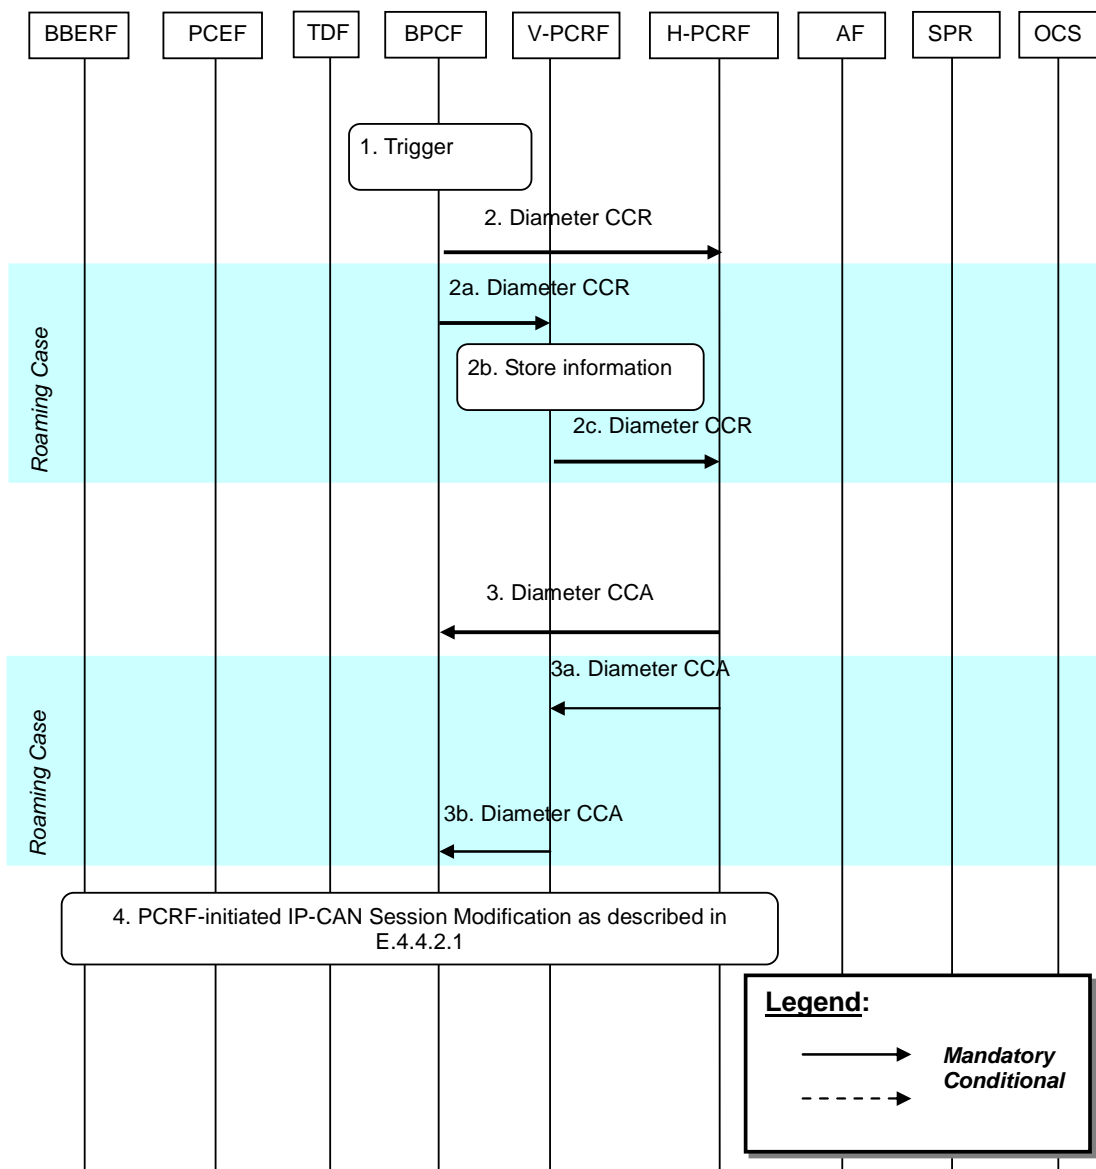 BBERF PCEF TDF BPCF V-PCRF H-PCRF AF SPR OCS
1. Trigger
2. Diameter CCR
2a. Diameter CCR
2b. Store information
2c. Diameter CCR
Roaming Case
3. Diameter CCA
3a. Diameter CCA
3b. Diameter CCA
Roaming Case
4. PCRF-initiated IP-CAN Session Modification as described in
E.4.4.2.1
Legend:
Mandatory
Conditional